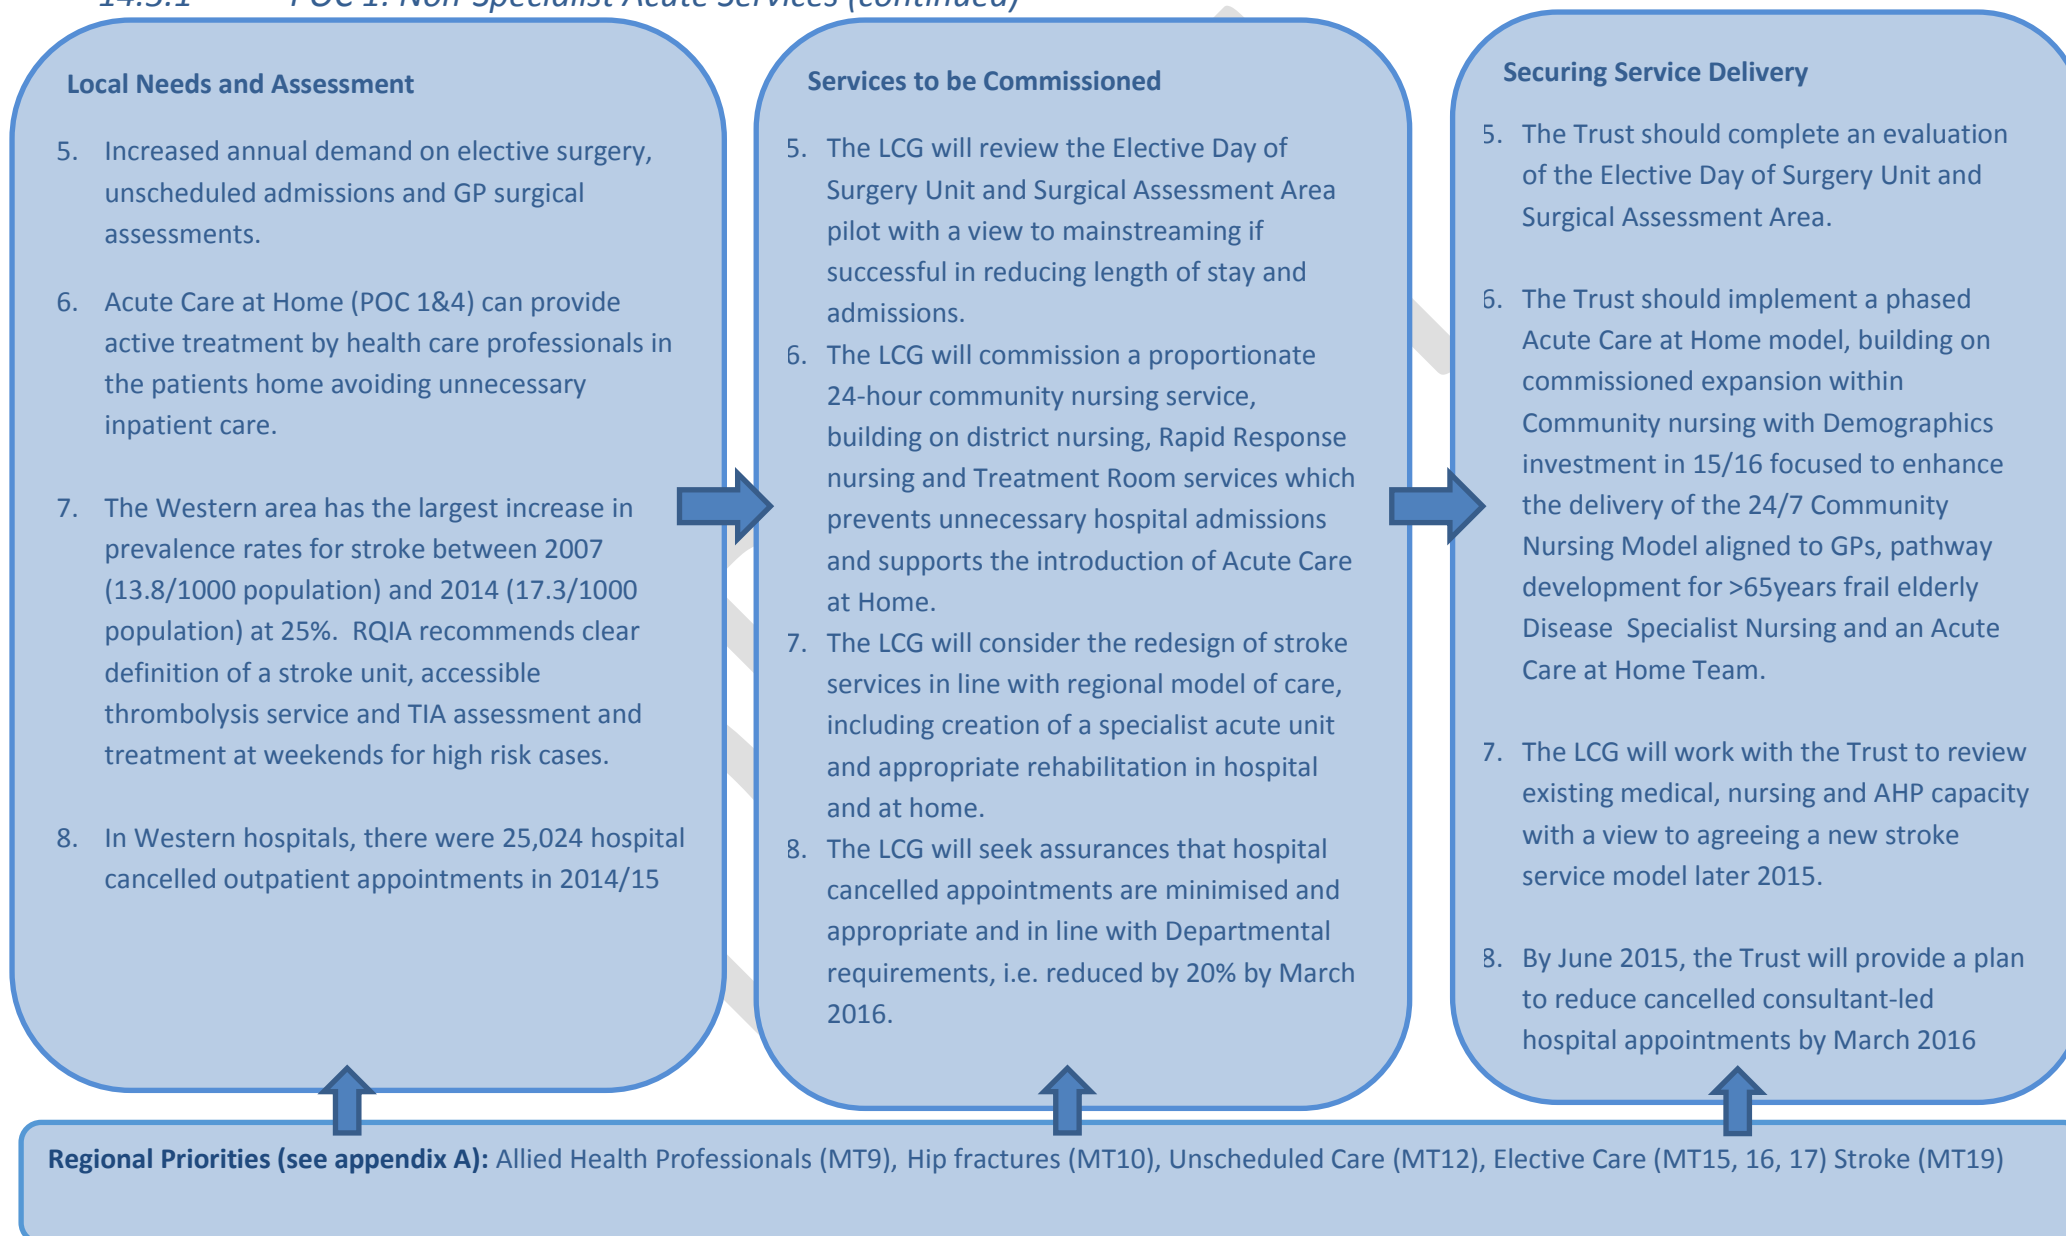 14.3.1 POC 1: Non-Specialist Acute Services (continued)
Local Needs and Assessment
5. Increased annual demand on elective surgery,
unscheduled admissions and GP surgical
assessments.
6. Acute Care at Home (POC 1&4) can provide
active treatment by health care professionals in
the patients home avoiding unnecessary
inpatient care.
7. The Western area has the largest increase in
prevalence rates for stroke between 2007
(13.8/1000 population) and 2014 (17.3/1000
population) at 25%. RQIA recommends clear
definition of a stroke unit, accessible
thrombolysis service and TIA assessment and
treatment at weekends for high risk cases.
8. In Western hospitals, there were 25,024 hospital
cancelled outpatient appointments in 2014/15
Services to be Commissioned
5. The LCG will review the Elective Day of
Surgery Unit and Surgical Assessment Area
pilot with a view to mainstreaming if
successful in reducing length of stay and
admissions.
6. The LCG will commission a proportionate
24-hour community nursing service,
building on district nursing, Rapid Response
nursing and Treatment Room services which
prevents unnecessary hospital admissions
and supports the introduction of Acute Care
at Home.
7. The LCG will consider the redesign of stroke
services in line with regional model of care,
including creation of a specialist acute unit
and appropriate rehabilitation in hospital
and at home.
8. The LCG will seek assurances that hospital
cancelled appointments are minimised and
appropriate and in line with Departmental
requirements, i.e. reduced by 20% by March
2016.
Securing Service Delivery
5. The Trust should complete an evaluation
of the Elective Day of Surgery Unit and
Surgical Assessment Area.
6. The Trust should implement a phased
Acute Care at Home model, building on
commissioned expansion within
Community nursing with Demographics
investment in 15/16 focused to enhance
the delivery of the 24/7 Community
Nursing Model aligned to GPs, pathway
development for >65years frail elderly
Disease Specialist Nursing and an Acute
Care at Home Team.
7. The LCG will work with the Trust to review
existing medical, nursing and AHP capacity
with a view to agreeing a new stroke
service model later 2015.
8. By June 2015, the Trust will provide a plan
to reduce cancelled consultant-led
hospital appointments by March 2016
Regional Priorities (see appendix A): Allied Health Professionals (MT9), Hip fractures (MT10), Unscheduled Care (MT12), Elective Care (MT15, 16, 17) Stroke (MT19)